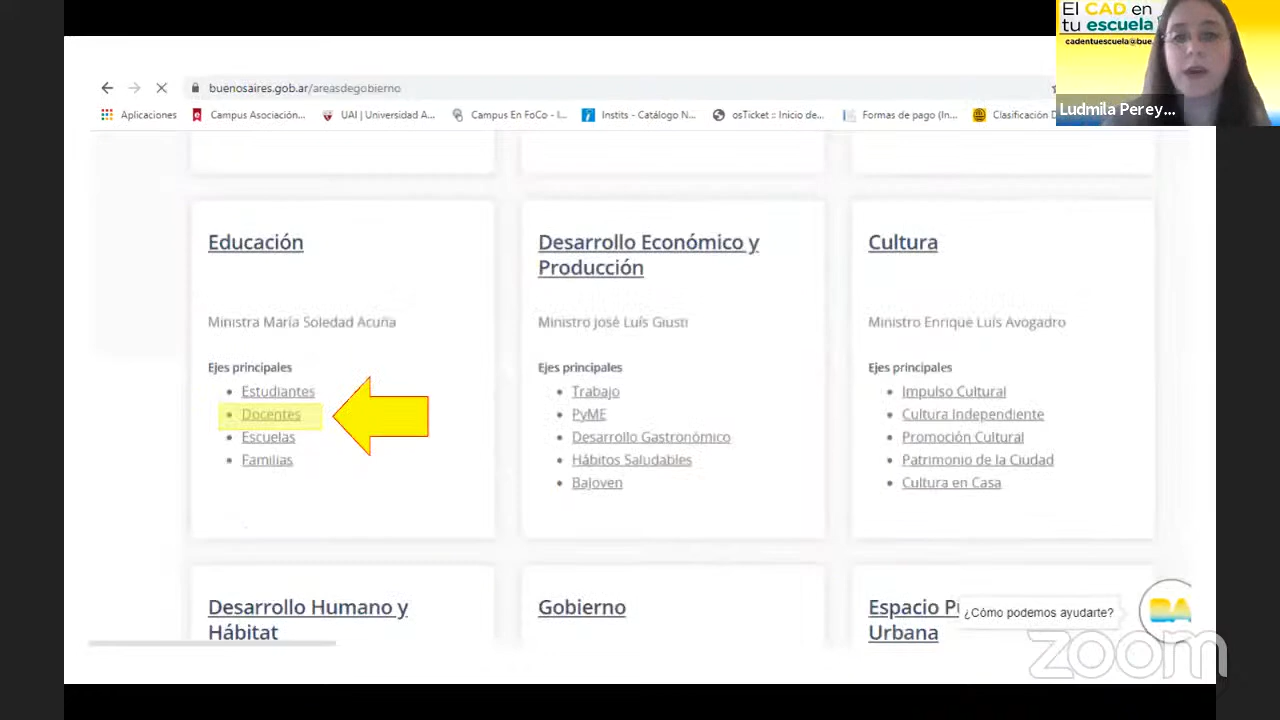 El CAD en
tu escuela
cadentuescuela@bue.
Ludmila Perey...
buenosaires.gob.ar/areasdegobierno
Aplicaciones
Campus Asociación...
UAI | Universidad A...
Campus En FoCo - I...
Instits - Catálogo N...
osTicket :: Inicio de...
Formas de pago (In...
Clasificación D
Educación
Ministra María Soledad Acuña
Ejes principales
Estudiantes
Docentes
Escuelas
Familias
Desarrollo Económico y
Producción
Ministro José Luís Giusti
Ejes principales
Trabajo
PyME
Desarrollo Gastronómico
Hábitos Saludables
BaJoven
Cultura
Ministro Enrique Luís Avogadro
Ejes principales
Impulso Cultural
Cultura Independiente
Promoción Cultural
Patrimonio de la Ciudad
Cultura en Casa
Desarrollo Humano y
Hábitat
Gobierno
Espacio Pú
Urbana
¿Cómo podemos ayudarte?
BA
zoom